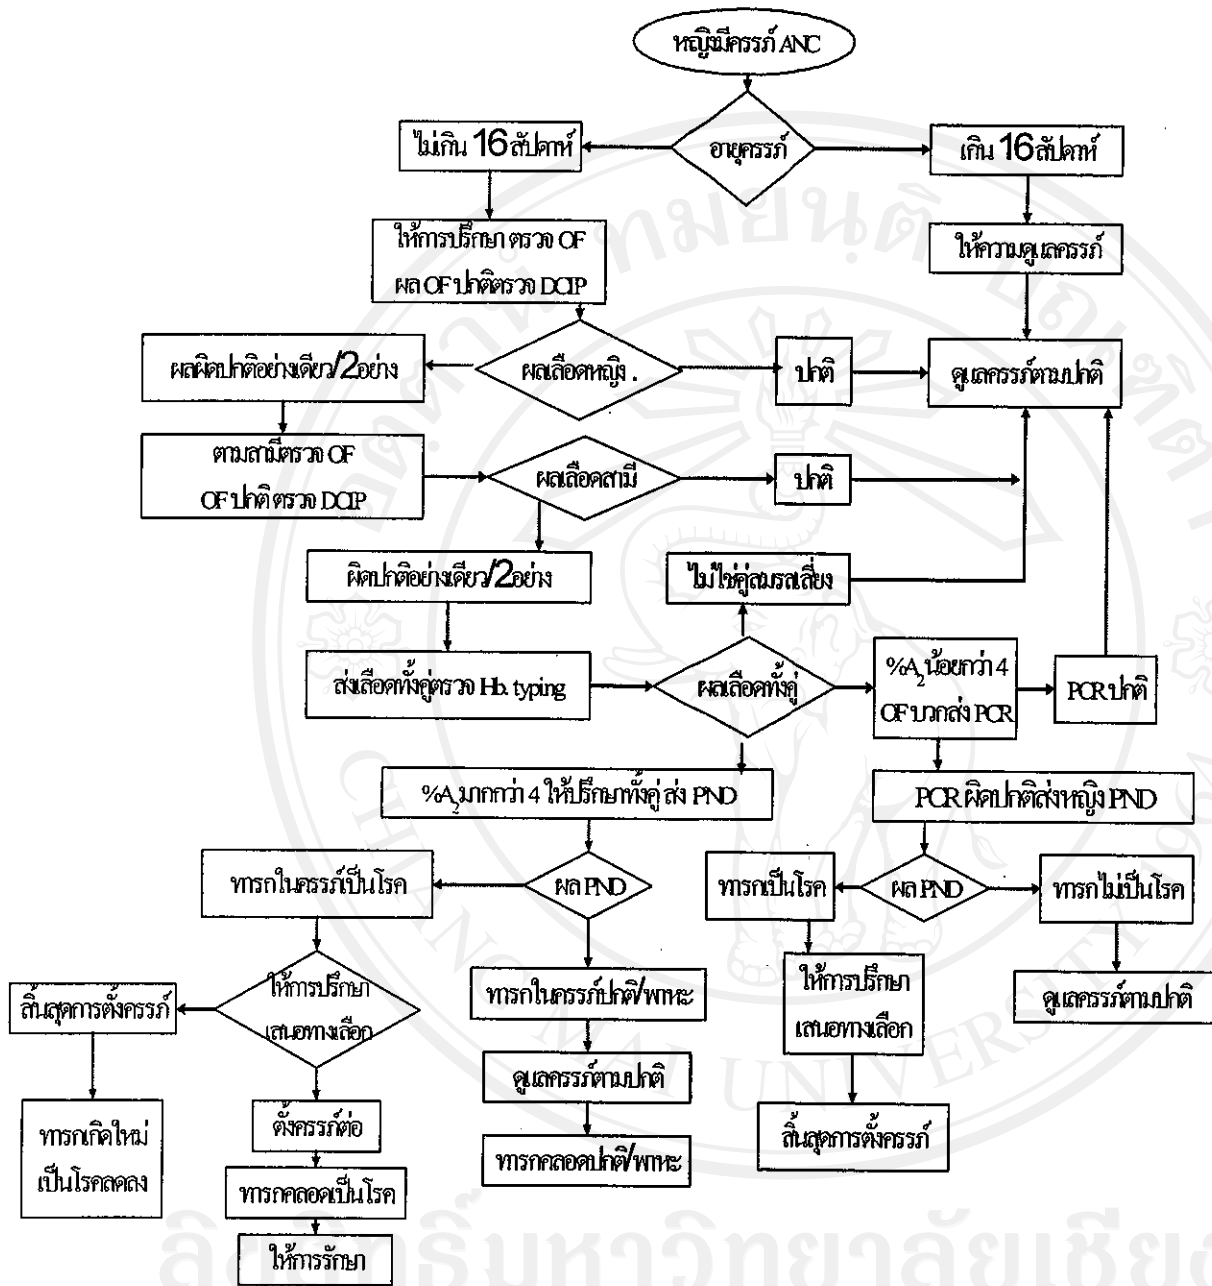 หญิงมีครรภ์ ANC
อายุครรภ์
ไม่เกิน 16 สัปดาห์
เกิน 16 สัปดาห์
ให้การปรึกษา ตรวจ OF
ผล OF ปกติตรวจ DCIP
ให้ความดูแลครรภ์
ผลเลือดหญิง .
ผลผิดปกติอย่างเดียว/2อย่าง
ปกติ
ดูแลครรภ์ตามปกติ
ตามสามีตรวจ OF
OF ปกติ ตรวจ DCIP
ผลเลือดสามี
ปกติ
ผิดปกติอย่างเดียว/2อย่าง
ไม่ใช่คู่สมรสเสี่ยง
ส่งเลือดทั้งคู่ตรวจ Hb. typing
ผลเลือดทั้งคู่
%A₂น้อยกว่า 4
OF บวกส่ง PCR
PCR ปกติ
%A₂มากกว่า 4 ให้ปรึกษาทั้งคู่ ส่ง PND
PCR ผิดปกติส่งหญิง PND
ทารกในครรภ์เป็นโรค
ผล PND
ทารกเป็นโรค
ผล PND
ทารกไม่เป็นโรค
ให้การปรึกษา
เสนอทางเลือก
สิ้นสุดการตั้งครรภ์
ทารกในครรภ์ปกติ/พาหะ
ให้การปรึกษา
เสนอทางเลือก
ดูแลครรภ์ตามปกติ
ดูแลครรภ์ตามปกติ
ทารกเกิดใหม่
เป็นโรคลดลง
ตั้งครรภ์ต่อ
สิ้นสุดการตั้งครรภ์
ทารกคลอดปกติ/พาหะ
ทารกคลอดเป็นโรค
ให้การรักษา
CHIANG MAI UNIVERSITY